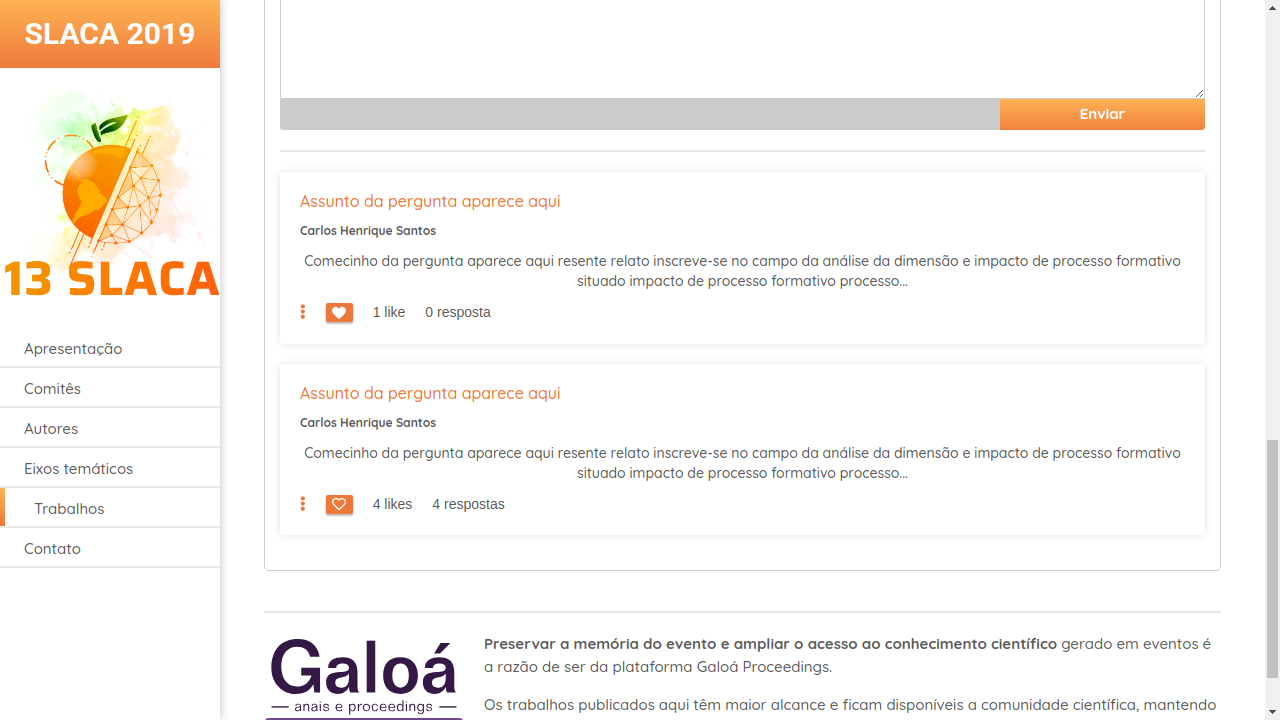 SLACA 2019
13 SLACA
Apresentação
Comitês
Autores
Eixos temáticos
Trabalhos
Contato
Enviar
Assunto da pergunta aparece aqui
Carlos Henrique Santos
Comecinho da pergunta aparece aqui resente relato inscreve-se no campo da análise da dimensão e impacto de processo formativo
situado impacto de processo formativo processo...
1 like 0 resposta
Assunto da pergunta aparece aqui
Carlos Henrique Santos
Comecinho da pergunta aparece aqui resente relato inscreve-se no campo da análise da dimensão e impacto de processo formativo
situado impacto de processo formativo processo...
4 likes 4 respostas
Galoá
anais e proceedings
Preservar a memória do evento e ampliar o acesso ao conhecimento científico gerado em eventos é
a razão de ser da plataforma Galoá Proceedings.
Os trabalhos publicados aqui têm maior alcance e ficam disponíveis a comunidade científica, mantendo